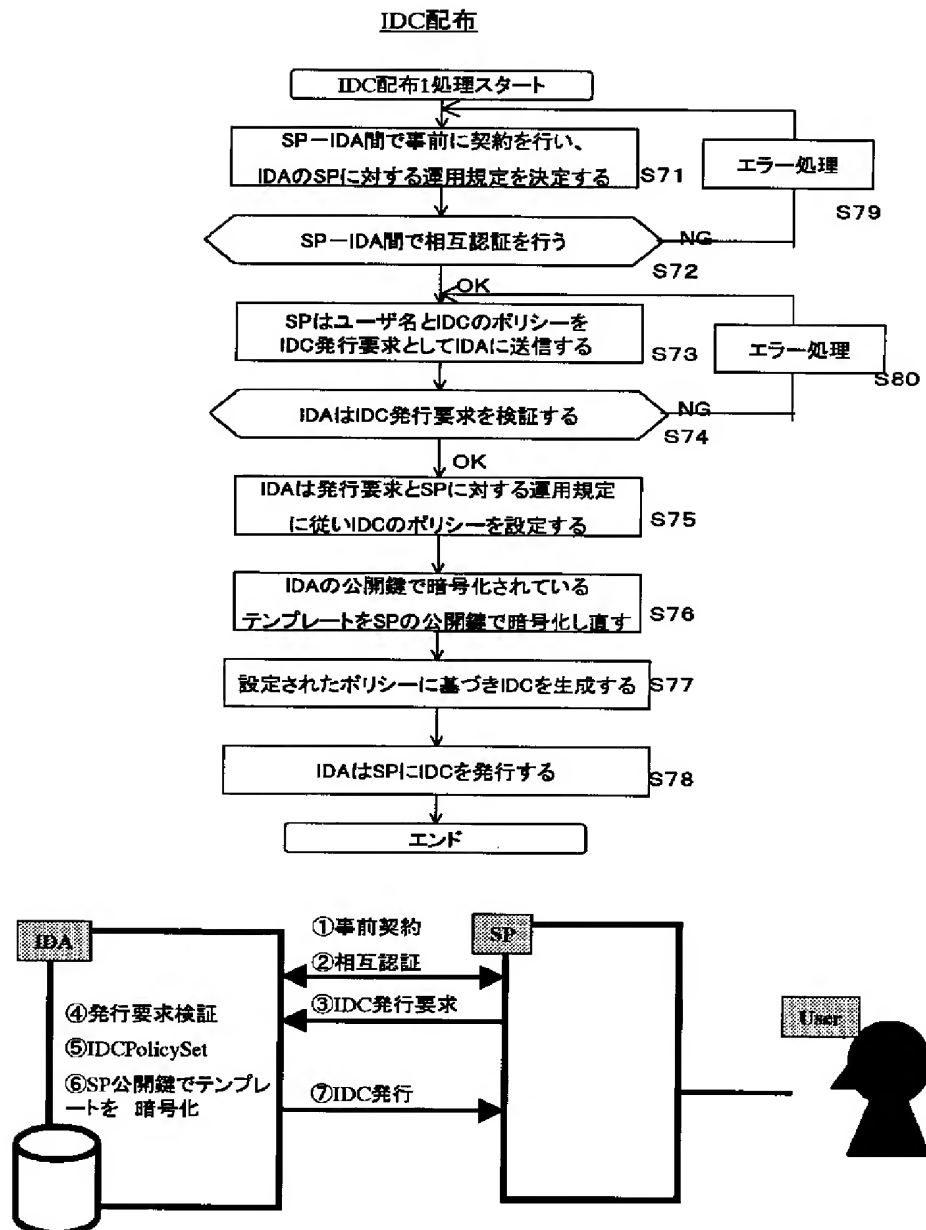 IDC配布
IDC配布1処理スタート
SP－IDA間で事前に契約を行い、
IDAのSPに対する運用規定を決定する
S71
エラー処理
S79
SP－IDA間で相互認証を行う
NG
S72
OK
SPはユーザ名とIDCのポリシーを
IDC発行要求としてIDAに送信する
S73
エラー処理
S80
IDAはIDC発行要求を検証する
NG
S74
OK
IDAは発行要求とSPに対する運用規定
に従いIDCのポリシーを設定する
S75
IDAの公開鍵で暗号化されている
テンプレートをSPの公開鍵で暗号化し直す
S76
設定されたポリシーに基づきIDCを生成する
S77
IDAはSPにIDCを発行する
S78
エンド
IDA
①事前契約
SP
②相互認証
③IDC発行要求
④発行要求検証
⑤IDCPolicySet
⑥SP公開鍵でテンプレ
ートを 暗号化
⑦IDC発行
User